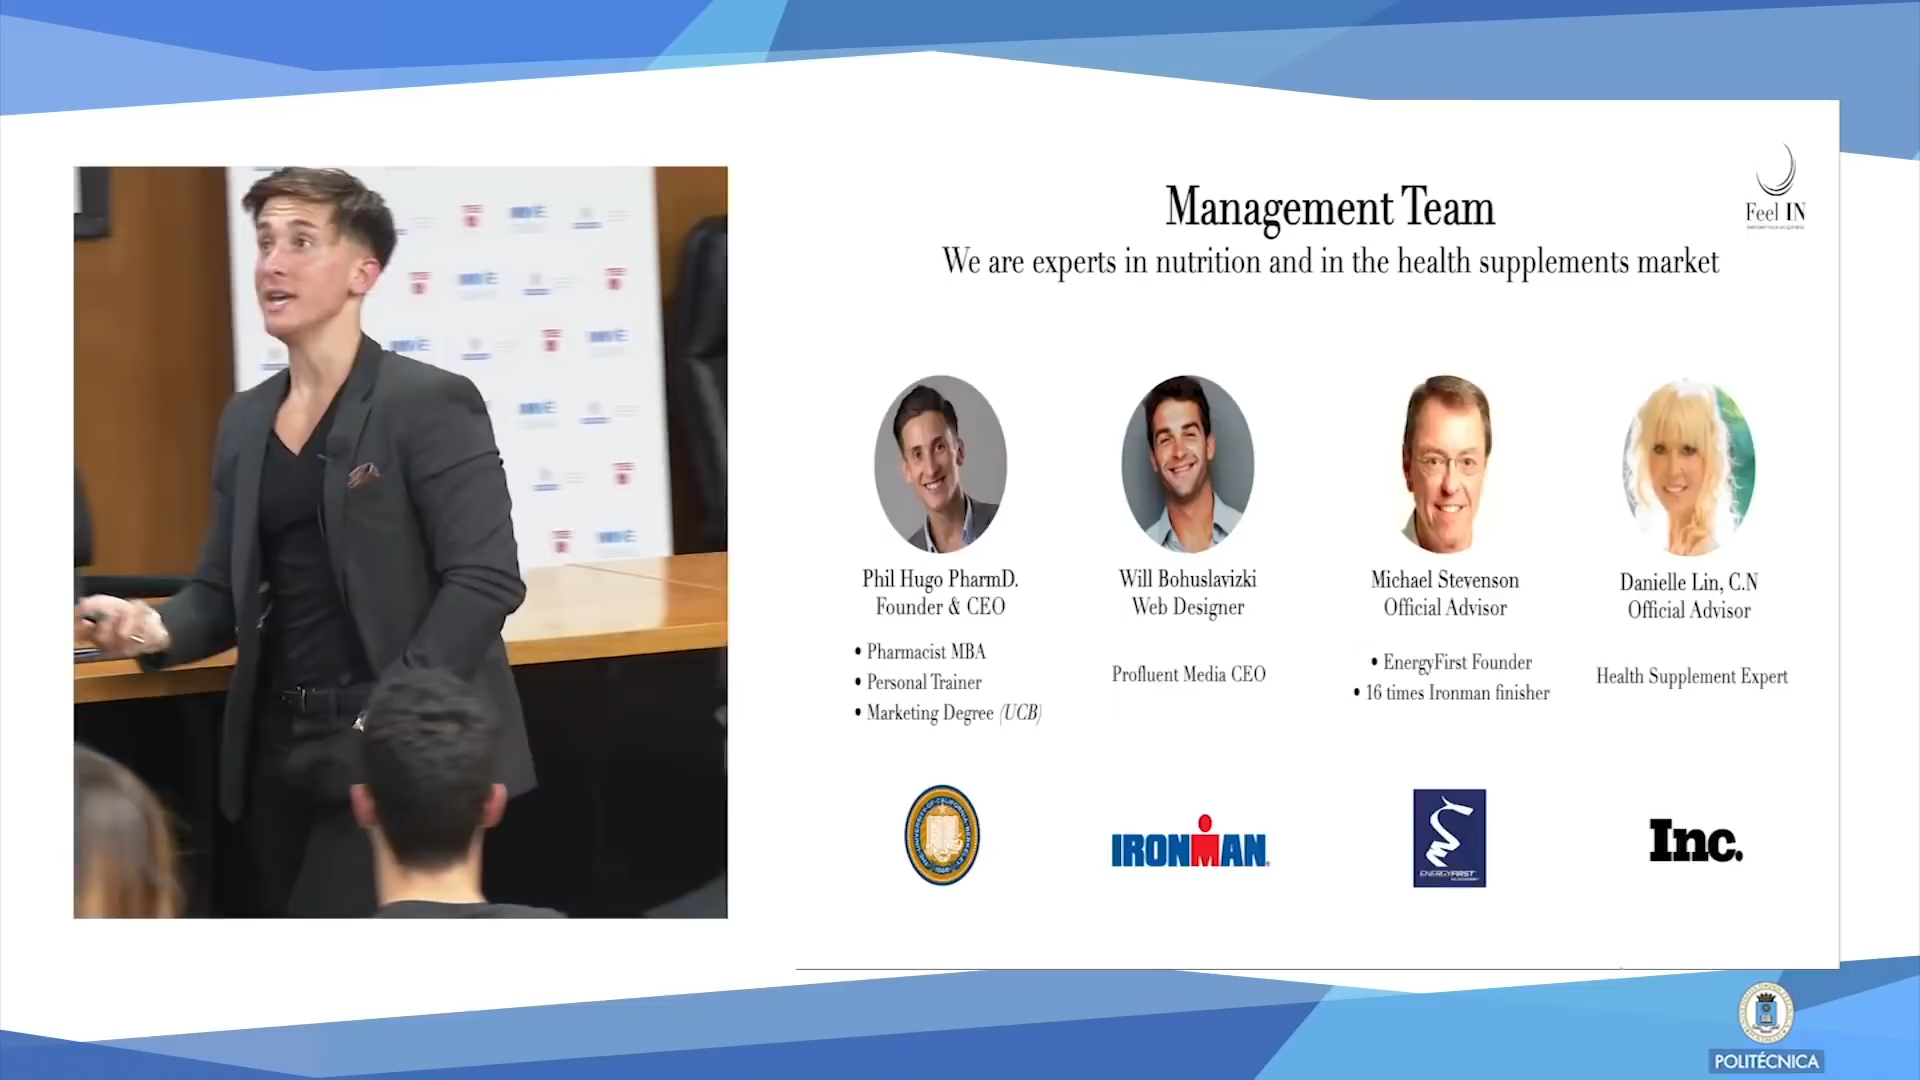 Management Team
We are experts in nutrition and in the health supplements market
Feel IN
Phil Hugo PharmD.
Founder & CEO
• Pharmacist MBA
• Personal Trainer
• Marketing Degree (UCB)
Will Bohuslavizki
Web Designer
Profluent Media CEO
Michael Stevenson
Official Advisor
• EnergyFirst Founder
• 16 times Ironman finisher
Danielle Lin, C.N
Official Advisor
Health Supplement Expert
IRONMAN
ENERGYFIRST
Inc.
POLITÉCNICA